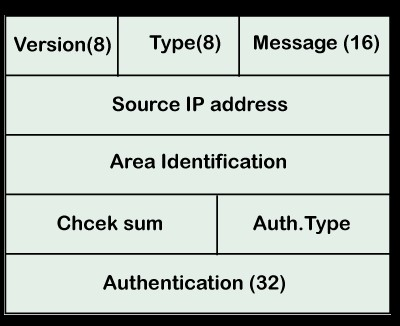 Version(8) Type(8) Message (16)
Source IP address
Area Identification
Chcek sum Auth.Type
Authentication (32)